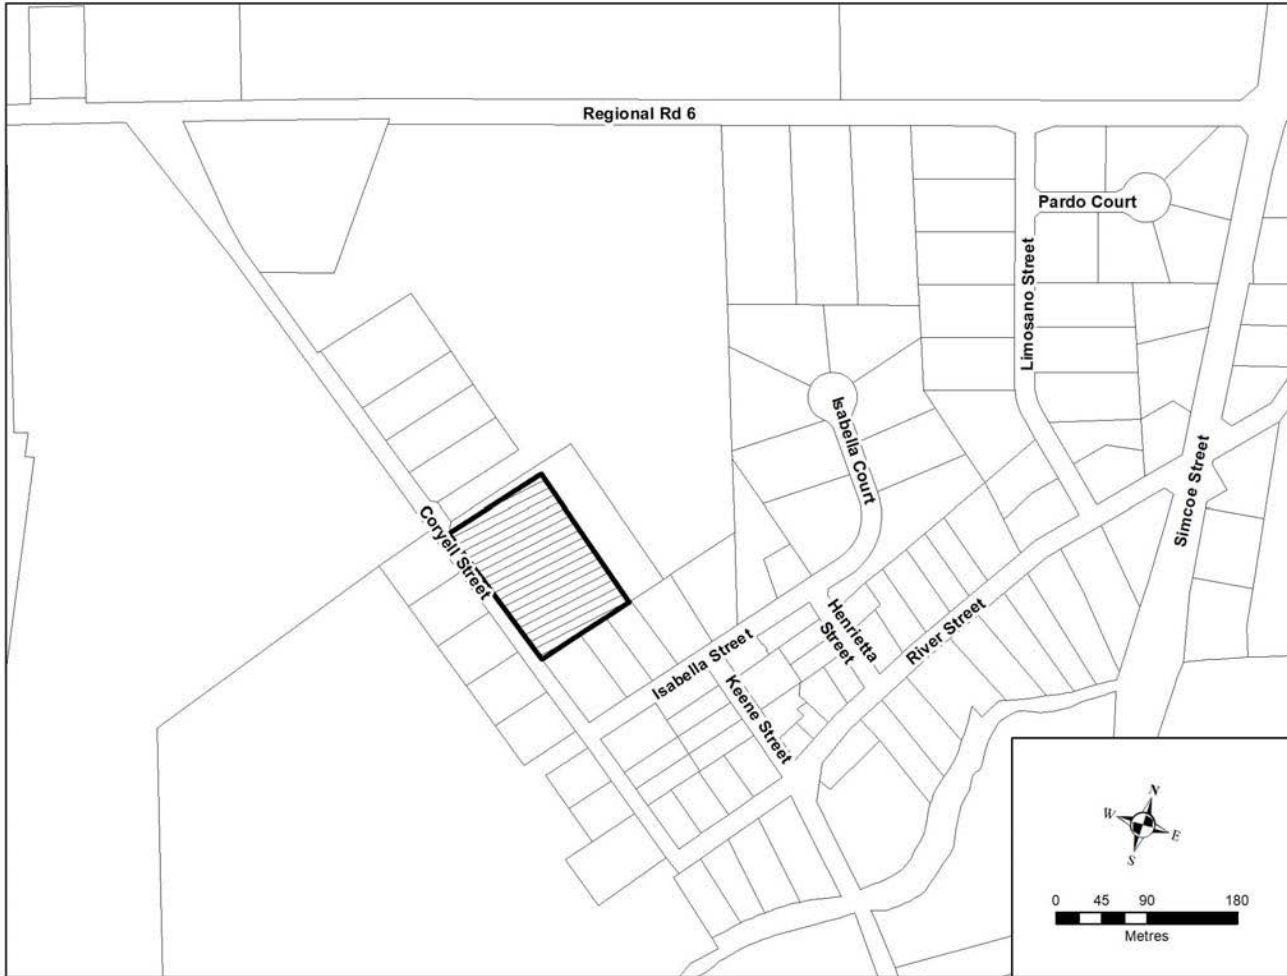 Regional Rd 6
Pardo Court
Limosano Street
Isabella Court
Simcoe Street
Coryell Street
Henrietta
Street
River Street
Isabella Street
Keene Street
N
W
E
S
0 45 90 180
Metres